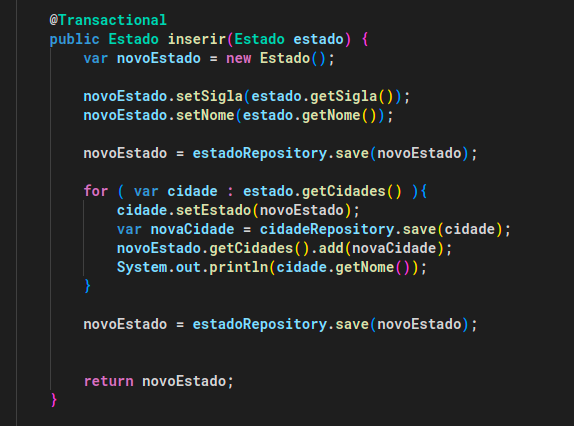 @Transactional
public Estado inserir(Estado estado) {
var novoEstado = new Estado();
novoEstado.setSigla(estado.getSigla());
novoEstado.setNome(estado.getNome());
novoEstado = estadoRepository.save(novoEstado);
for ( var cidade : estado.getCidades() ){
cidade.setEstado(novoEstado);
var novaCidade = cidadeRepository.save(cidade);
novoEstado.getCidades().add(novaCidade);
System.out.println(cidade.getNome());
}
novoEstado = estadoRepository.save(novoEstado);
return novoEstado;
}